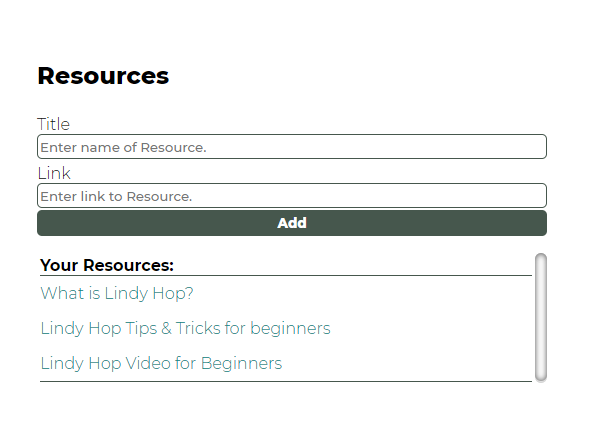 Resources
Title
Enter name of Resource.
Link
Enter link to Resource.
Add
Your Resources:
What is Lindy Hop?
Lindy Hop Tips & Tricks for beginners
Lindy Hop Video for Beginners